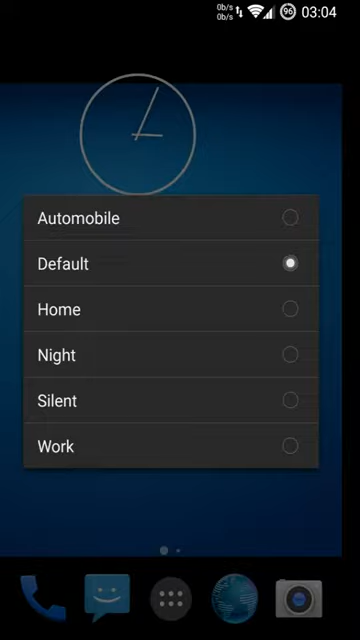 0b/s
0b/s
96
03:04
Automobile
Default
Home
Night
Silent
Work